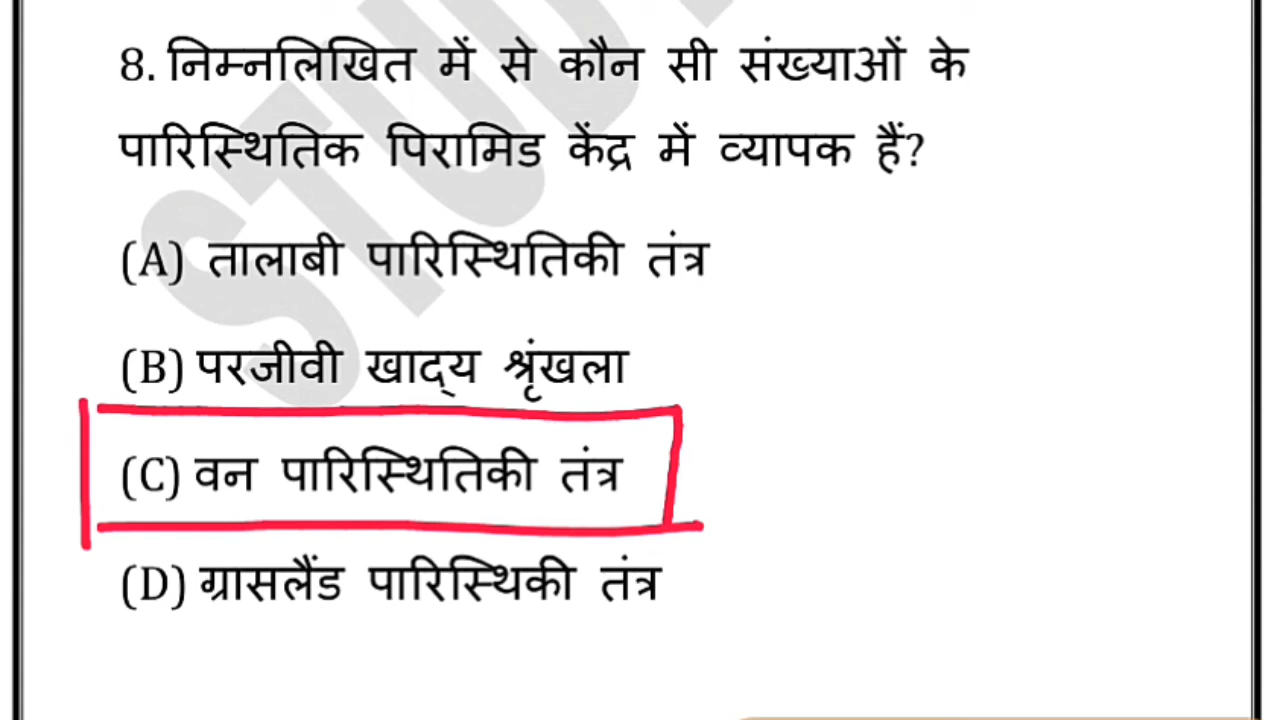 8. निम्नलिखित में से कौन सी संख्याओं के
पारिस्थितिक पिरामिड केंद्र में व्यापक हैं?
(A) तालाबी पारिस्थितिकी तंत्र
(B) परजीवी खाद्य श्रृंखला
(C) वन पारिस्थितिकी तंत्र
(D) ग्रासलैंड पारिस्थिकी तंत्र